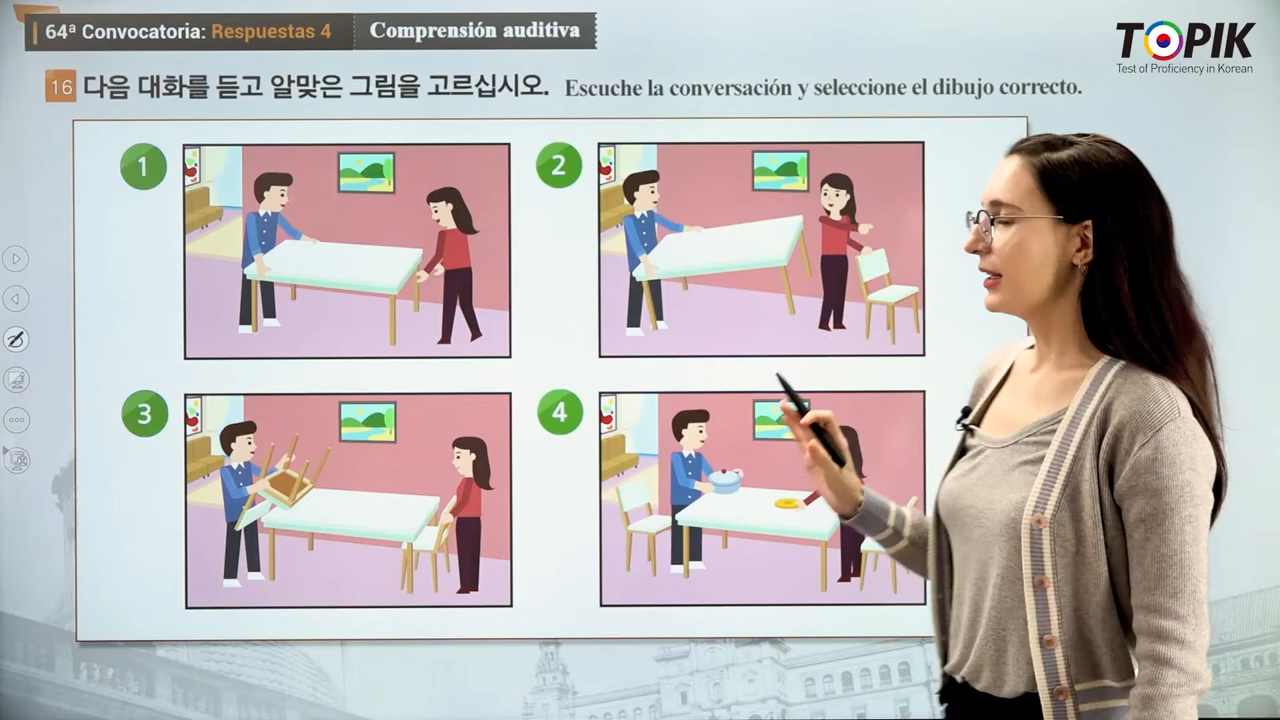 64ª Convocatoria: Respuestas 4
Comprensión auditiva
TOPIK
Test of Proficiency in Korean
16 다음 대화를 듣고 알맞은 그림을 고르십시오. Escuche la conversación y seleccione el dibujo correcto.
1
2
3
4